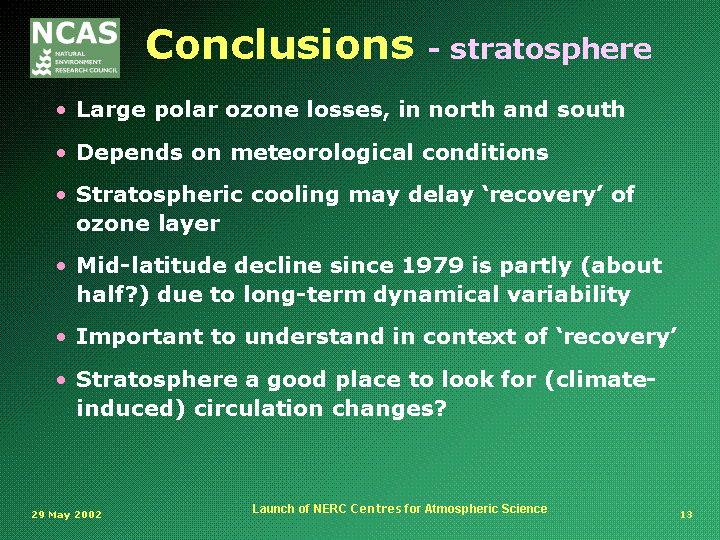 NCAS
NATURAL
ENVIRONMENT
RESEARCH COUNCIL
Conclusions - stratosphere
• Large polar ozone losses, in north and south
• Depends on meteorological conditions
• Stratospheric cooling may delay ‘recovery’ of
ozone layer
• Mid-latitude decline since 1979 is partly (about
half?) due to long-term dynamical variability
• Important to understand in context of ‘recovery’
• Stratosphere a good place to look for (climate-
induced) circulation changes?
29 May 2002
Launch of NERC Centres for Atmospheric Science
13